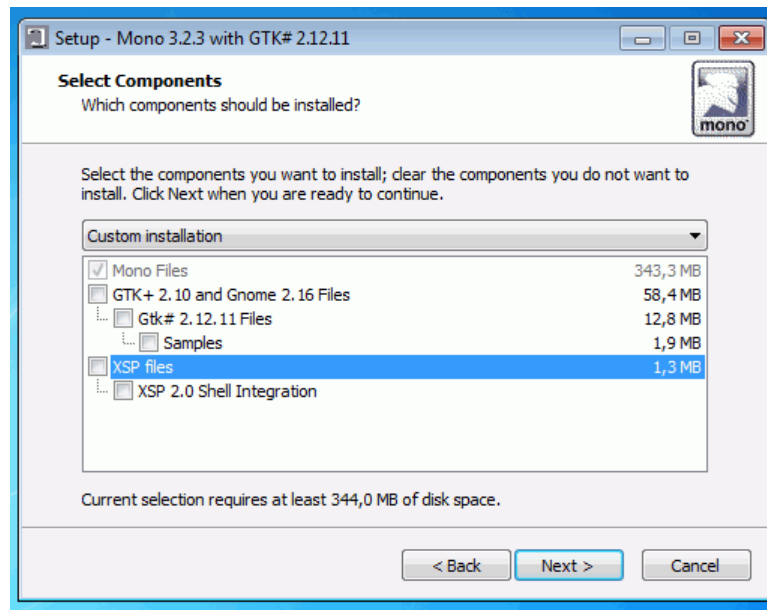 Setup - Mono 3.2.3 with GTK# 2.12.11
Select Components
Which components should be installed?
mono
Select the components you want to install; clear the components you do not want to
install. Click Next when you are ready to continue.
Custom installation
Mono Files 343,3 MB
GTK+ 2.10 and Gnome 2.16 Files 58,4 MB
Gtk# 2.12.11 Files 12,8 MB
Samples 1,9 MB
XSP files 1,3 MB
XSP 2.0 Shell Integration
Current selection requires at least 344,0 MB of disk space.
< Back Next > Cancel